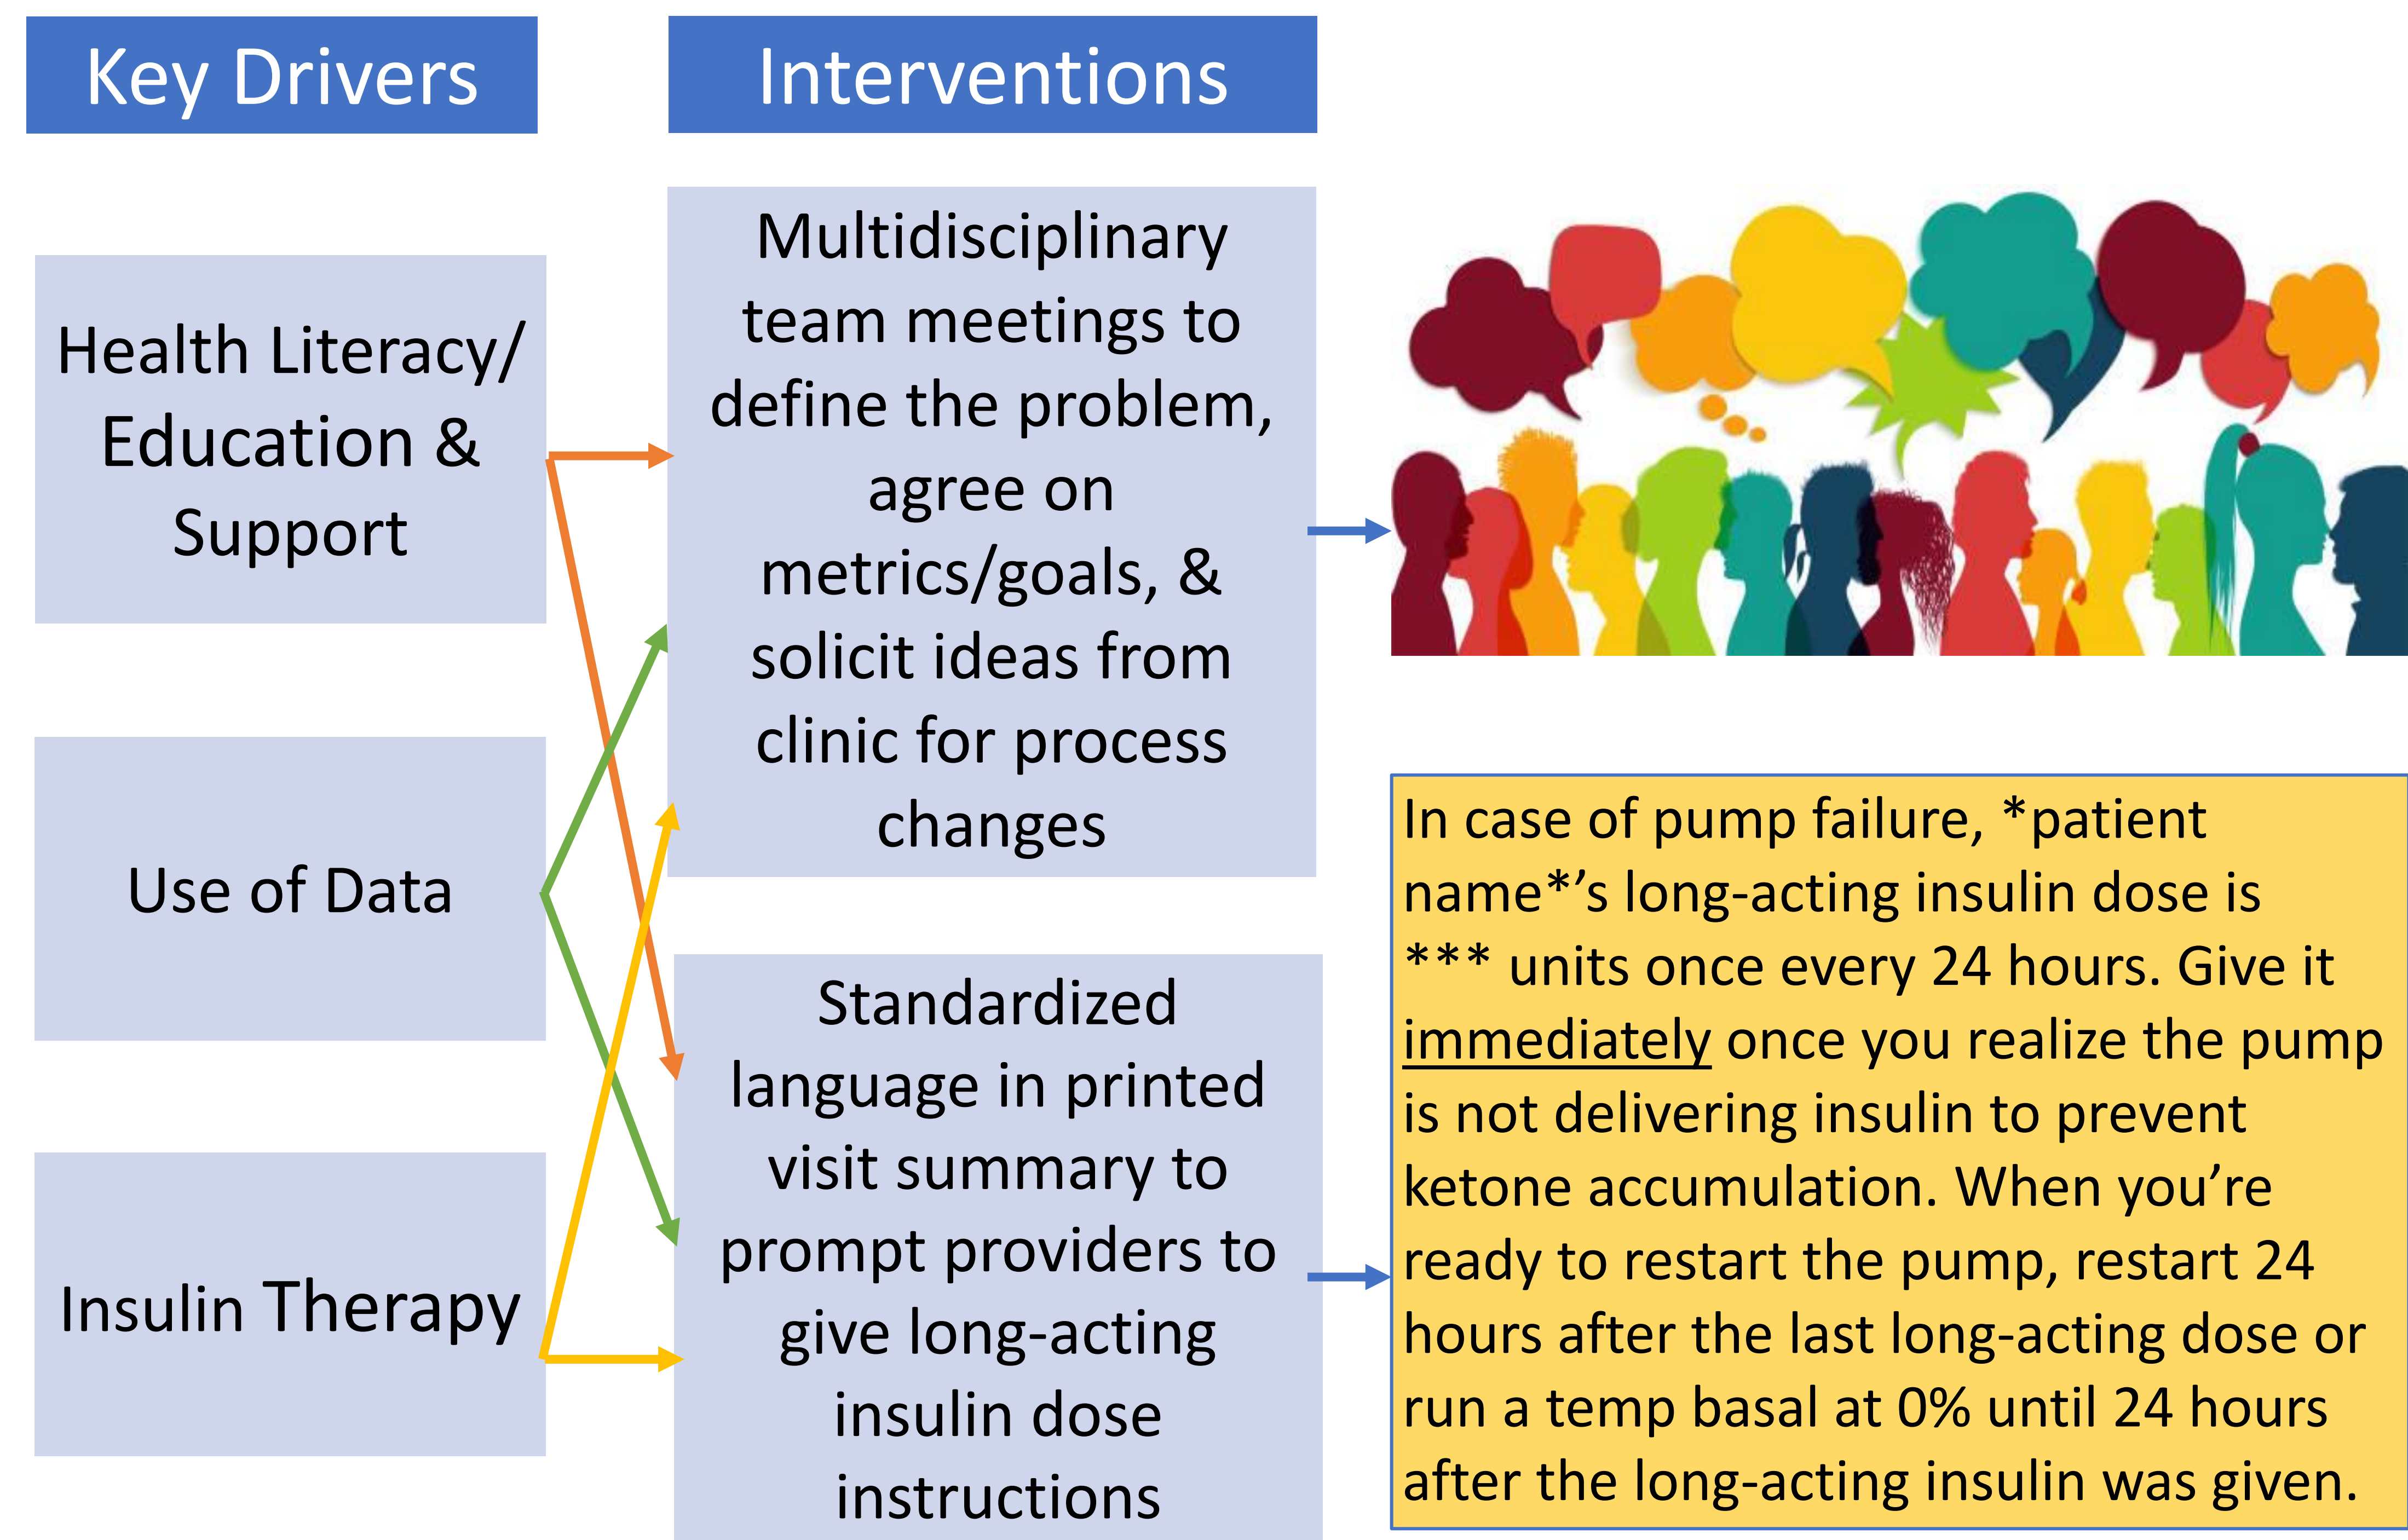 Key Drivers
Interventions
Health Literacy/
Education &
Support
Use of Data
Insulin Therapy
Multidisciplinary
team meetings to
define the problem,
agree on
metrics/goals, &
solicit ideas from
clinic for process
changes
Standardized
language in printed
visit summary to
prompt providers to
give long-acting
insulin dose
instructions
In case of pump failure, *patient
name*’s long-acting insulin dose is
*** units once every 24 hours. Give it
immediately once you realize the pump
is not delivering insulin to prevent
ketone accumulation. When you’re
ready to restart the pump, restart 24
hours after the last long-acting dose or
run a temp basal at 0% until 24 hours
after the long-acting insulin was given.